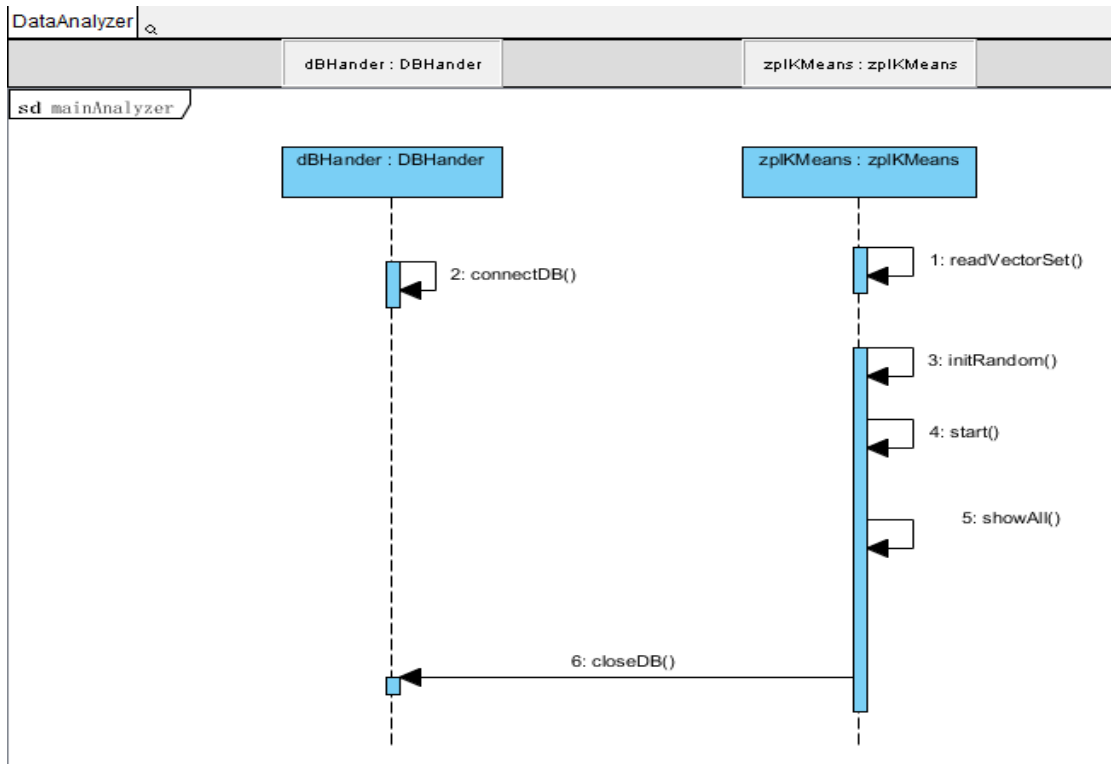 DataAnalyzer
dBHander : DBHander
zplKMeans : zplKMeans
sd mainAnalyzer
dBHander : DBHander
zplKMeans : zplKMeans
1: readVectorSet()
2: connectDB()
3: initRandom()
4: start()
5: showAll()
6: closeDB()